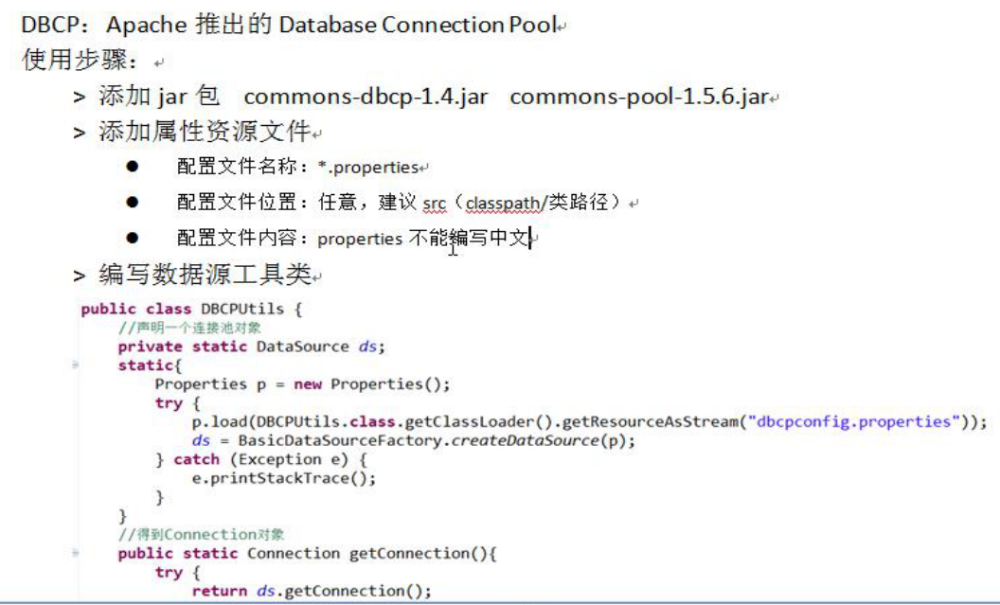 DBCP：Apache 推出的 Database Connection Pool
使用步骤：
> 添加 jar 包 commons-dbcp-1.4.jar commons-pool-1.5.6.jar
> 添加属性资源文件
● 配置文件名称：*.properties
● 配置文件位置：任意，建议 src（classpath/类路径）
● 配置文件内容：properties 不能编写中文
> 编写数据源工具类
public class DBCPUtils {
//声明一个连接池对象
private static DataSource ds;
static{
Properties p = new Properties();
try {
p.load(DBCPUtils.class.getClassLoader().getResourceAsStream("dbcpconfig.properties"));
ds = BasicDataSourceFactory.createDataSource(p);
} catch (Exception e) {
e.printStackTrace();
}
}
//得到Connection对象
public static Connection getConnection(){
try {
return ds.getConnection();